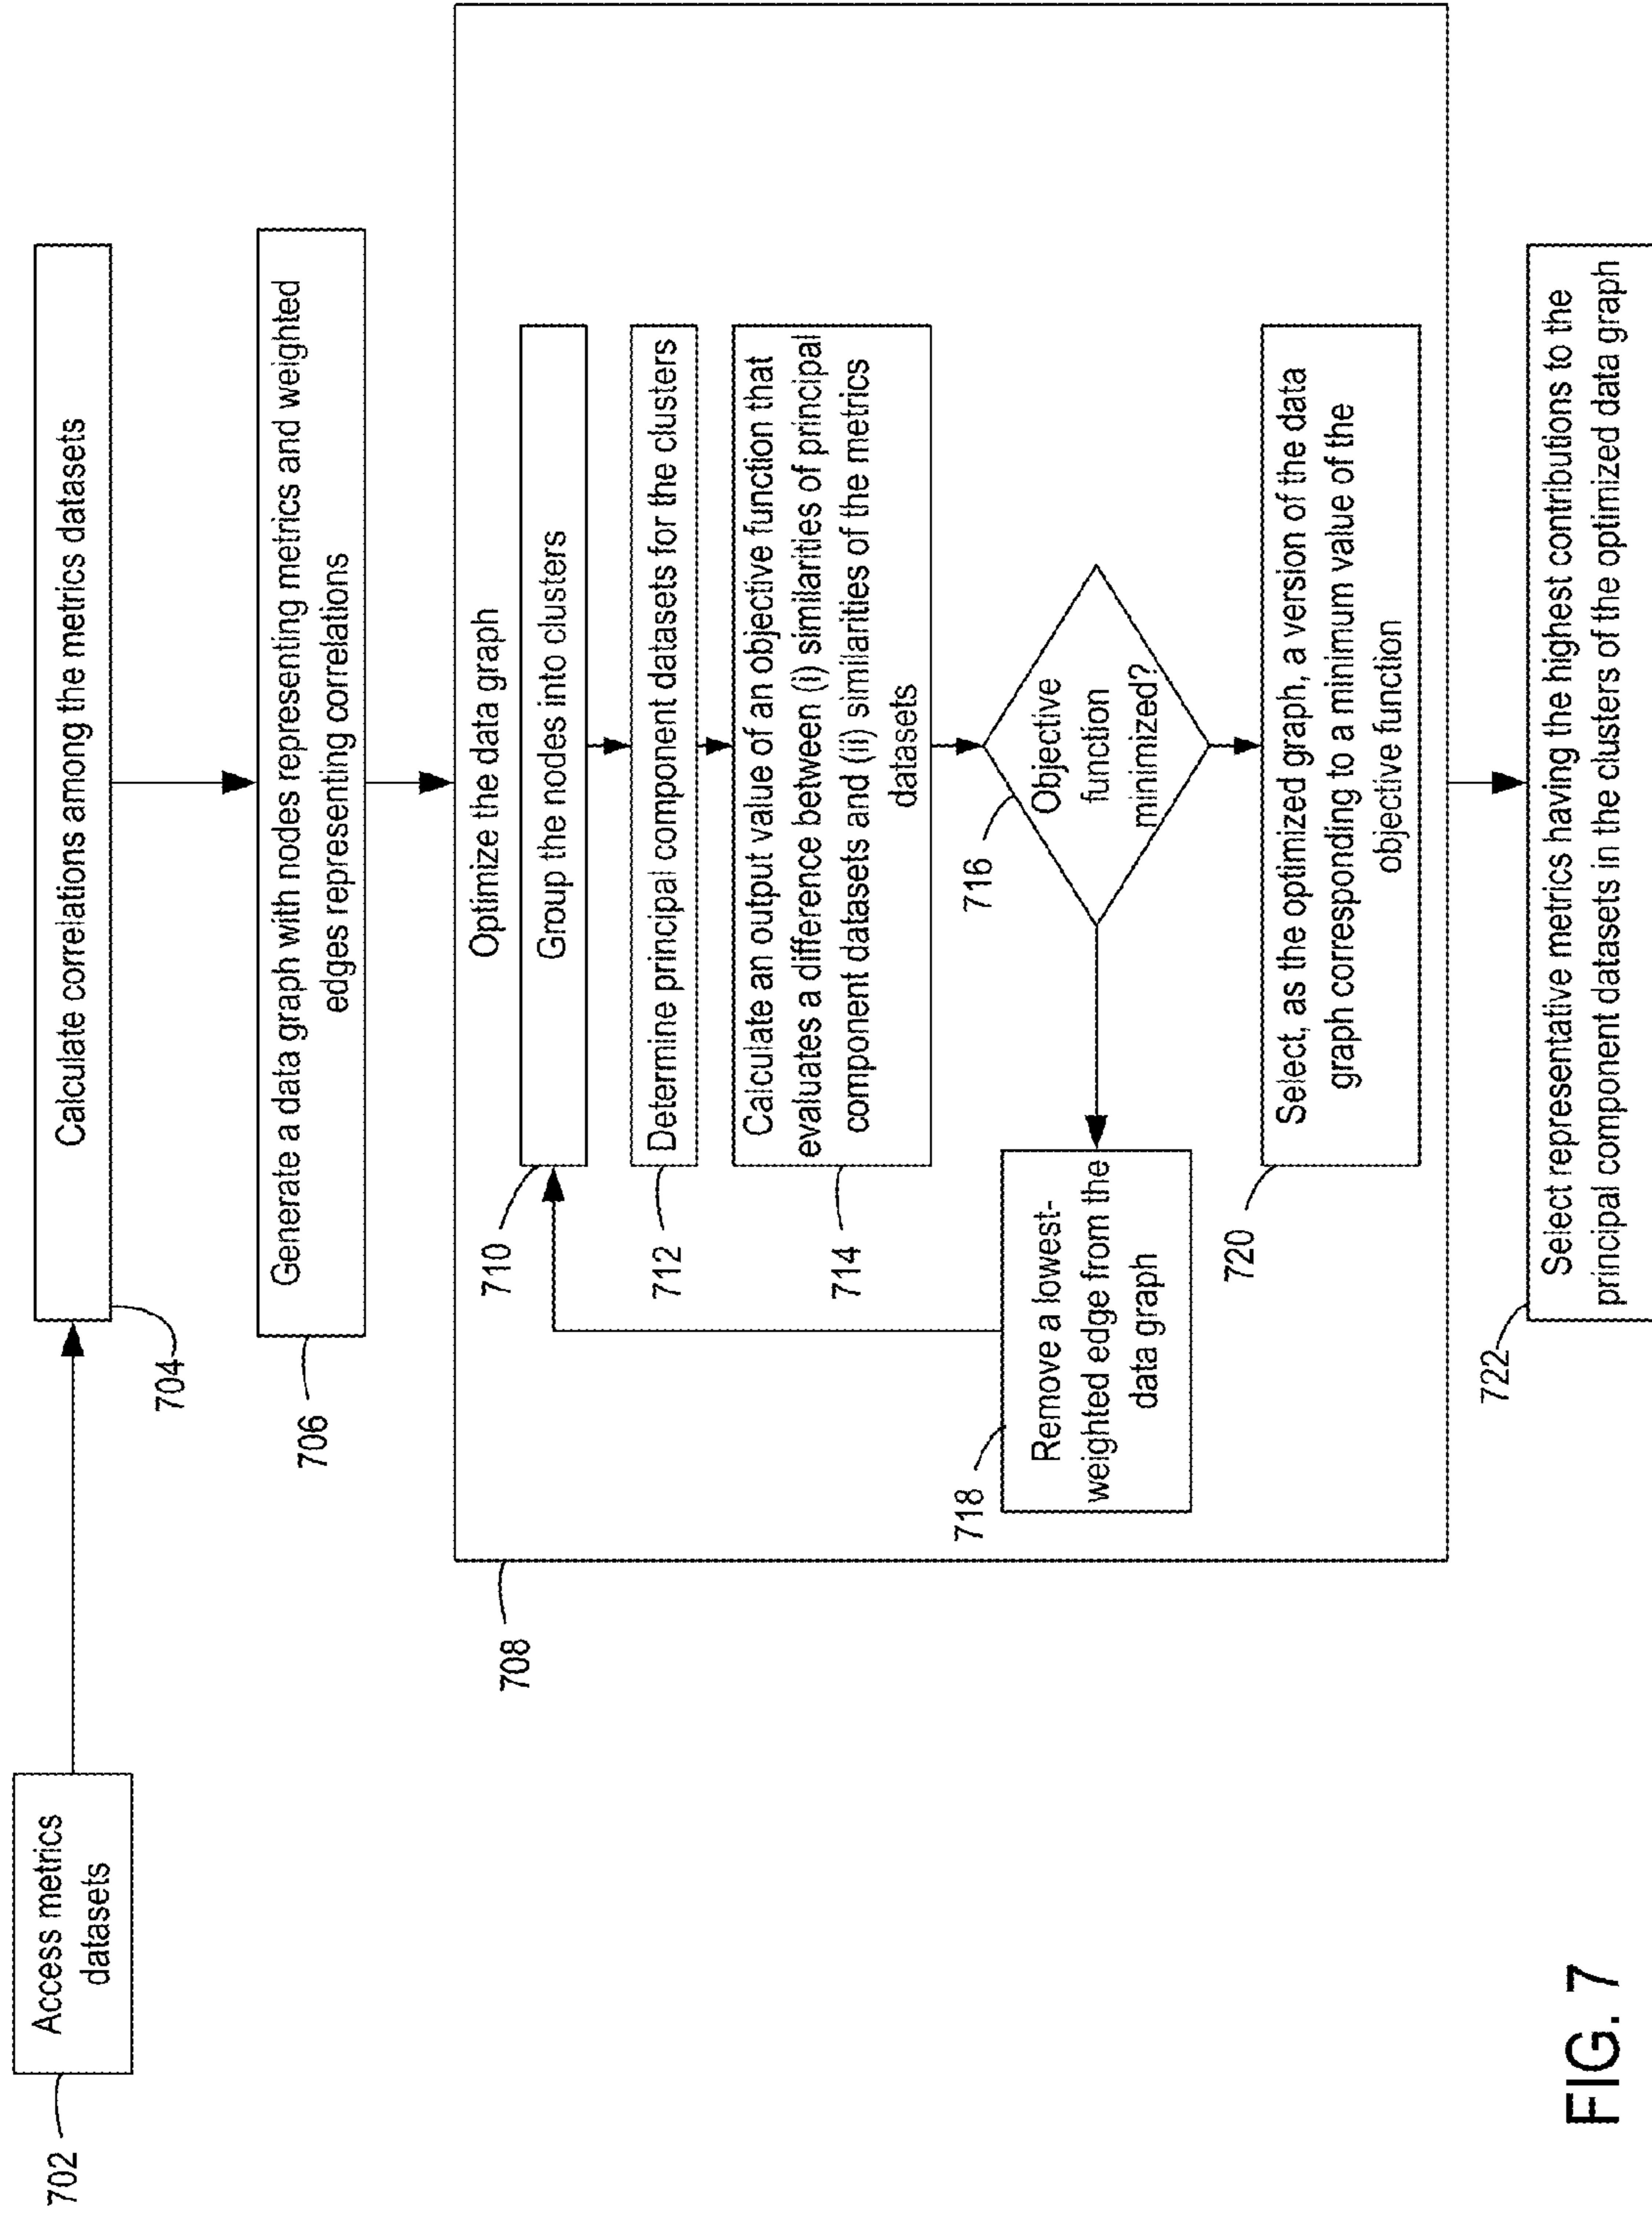 702
Access metrics
datasets
704
Calculate correlations among the metrics datasets
706
Generate a data graph with nodes representing metrics and weighted
edges representing correlations
708
Optimize the data graph
710
Group the nodes into clusters
712
Determine principal component datasets for the clusters
714
Calculate an output value of an objective function that
evaluates a difference between (i) similarities of principal
component datasets and (ii) similarities of the metrics
datasets
716
Objective
function
minimized?
718
Remove a lowest-
weighted edge from the
data graph
720
Select, as the optimized graph, a version of the data
graph corresponding to a minimum value of the
objective function
722
Select representative metrics having the highest contributions to the
principal component datasets in the clusters of the optimized data graph
FIG. 7